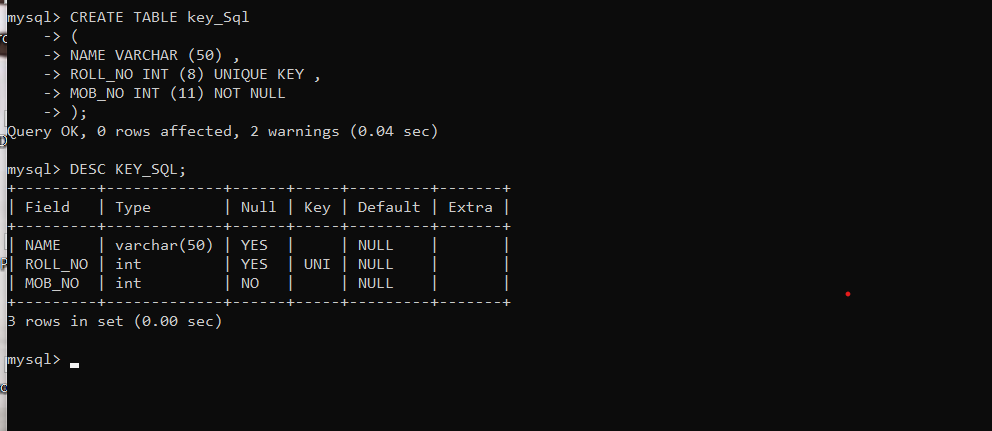 mysql> CREATE TABLE key_Sql
    -> (
    -> NAME VARCHAR (50) ,
    -> ROLL_NO INT (8) UNIQUE KEY ,
    -> MOB_NO INT (11) NOT NULL
    -> );
Query OK, 0 rows affected, 2 warnings (0.04 sec)

mysql> DESC KEY_SQL;
+---------+-------------+------+-----+---------+-------+
| Field   | Type        | Null | Key | Default | Extra |
+---------+-------------+------+-----+---------+-------+
| NAME    | varchar(50) | YES  |     | NULL    |       |
| ROLL_NO | int         | YES  | UNI | NULL    |       |
| MOB_NO  | int         | NO   |     | NULL    |       |
+---------+-------------+------+-----+---------+-------+
3 rows in set (0.00 sec)

mysql>